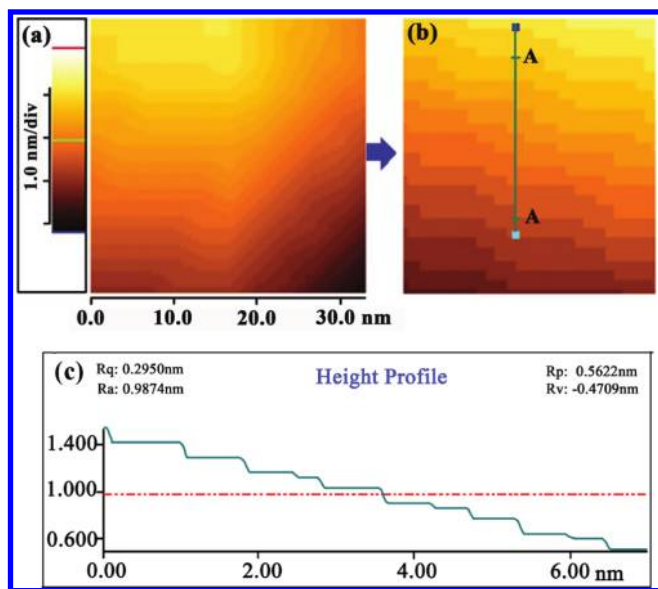 (a)
(b)
A
A
1.0 nm/div
0.0 10.0 20.0 30.0 nm
(c)
Rq: 0.2950nm
Ra: 0.9874nm
Height Profile
Rp: 0.5622nm
Rv: -0.4709nm
1.400
1.000
0.600
0.00 2.00 4.00 6.00 nm